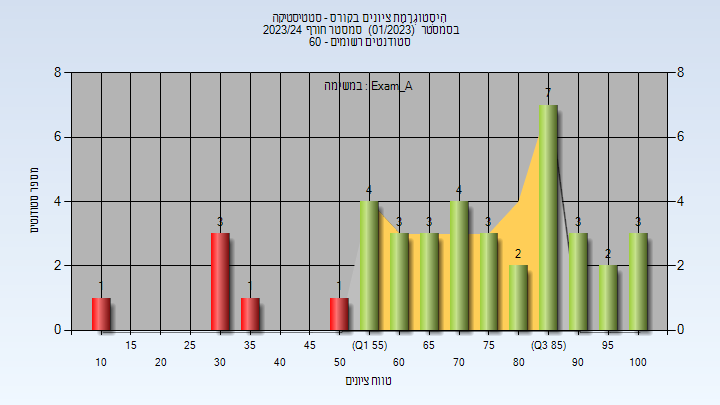 הִיסְטוֹגְרָמַת ציונים בקורס - סטטיסטיקה
בסמסטר (01/2023) סמסטר חורף 2023/24
סטודנטים רשומים - 60
במשימה : Exam_A
8 8
7
6 6
מספר סטודנטים
4 4
4 4
3 3 3 3 3 3
2 2
2 2
1 1 1
0 0
15 25 35 45 (Q1 55) 65 75 (Q3 85) 95
10 20 30 40 50 60 70 80 90 100
טווח ציונים